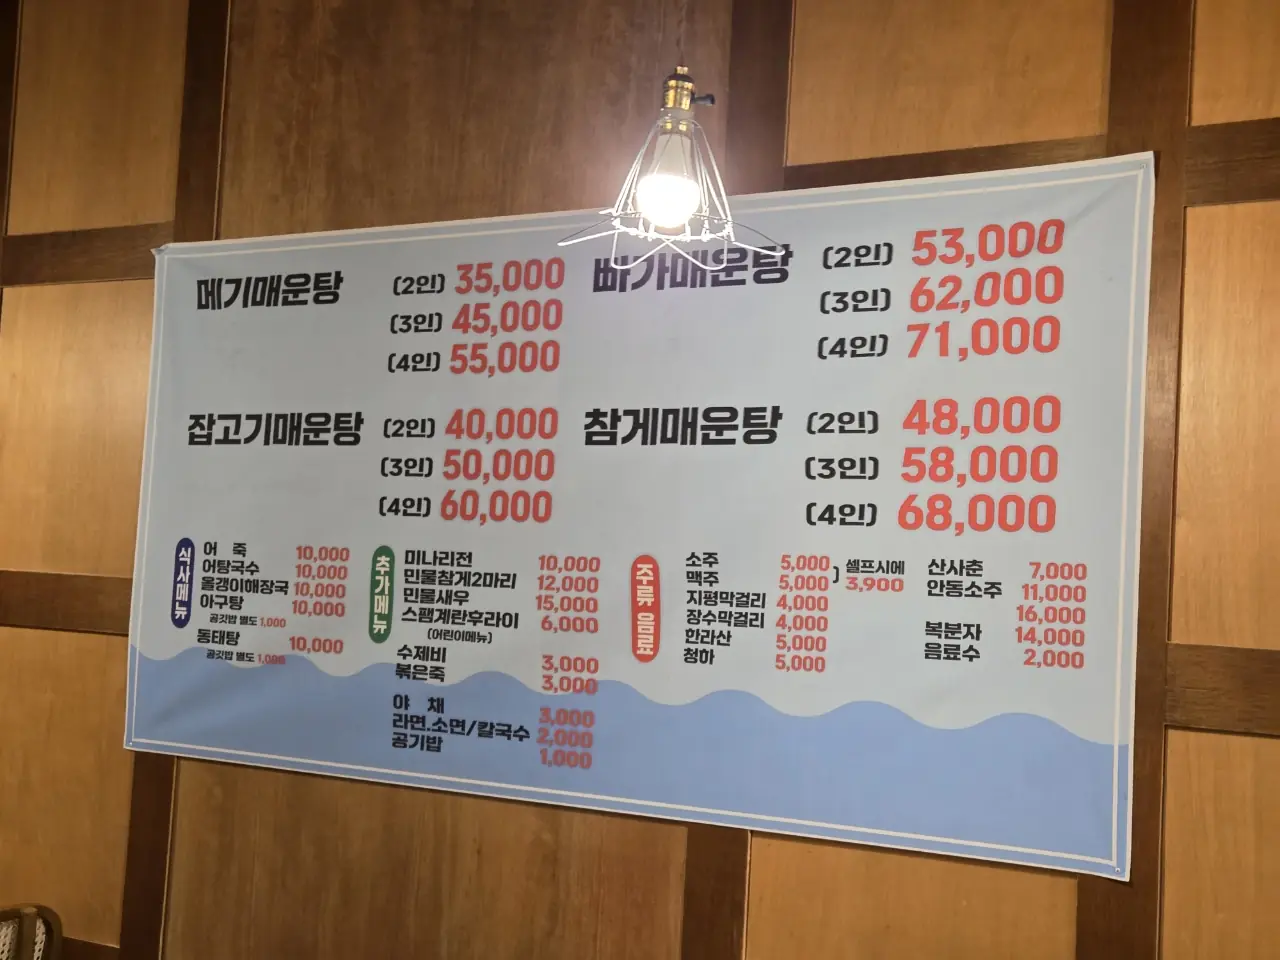 메기매운탕 (2인) 35,000
(3인) 45,000
(4인) 55,000
빠가매운탕 (2인) 53,000
(3인) 62,000
(4인) 71,000
잡고기매운탕 (2인) 40,000
(3인) 50,000
(4인) 60,000
참게매운탕 (2인) 48,000
(3인) 58,000
(4인) 68,000
식사메뉴
어 죽 10,000
어탕국수 10,000
올갱이해장국 10,000
아구탕 10,000
공깃밥 별도 1,000
동태탕 10,000
공깃밥 별도 1,000
추가메뉴
미나리전 10,000
민물참게2마리 12,000
민물새우 15,000
스팸계란후라이 6,000
(어린이메뉴)
수제비 3,000
볶은죽 3,000
야 채 3,000
라면.소면/칼국수 2,000
공기밥 1,000
주류 음료
소주 5,000
맥주 5,000
) 셀프시에
3,900
지평막걸리 4,000
장수막걸리 4,000
한라산 5,000
청하 5,000
산사춘 7,000
안동소주 11,000
16,000
복분자 14,000
음료수 2,000